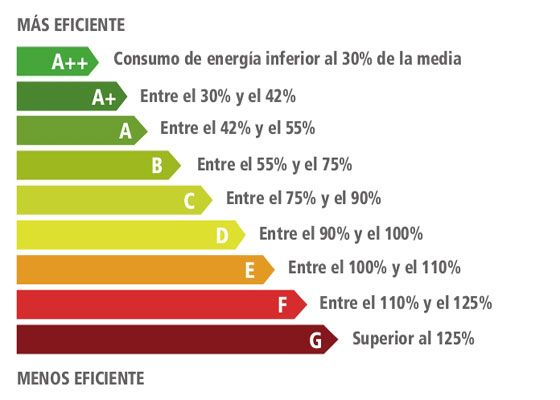 MÁS EFICIENTE
A++ Consumo de energía inferior al 30% de la media
A+ Entre el 30% y el 42%
A Entre el 42% y el 55%
B Entre el 55% y el 75%
C Entre el 75% y el 90%
D Entre el 90% y el 100%
E Entre el 100% y el 110%
F Entre el 110% y el 125%
G Superior al 125%
MENOS EFICIENTE